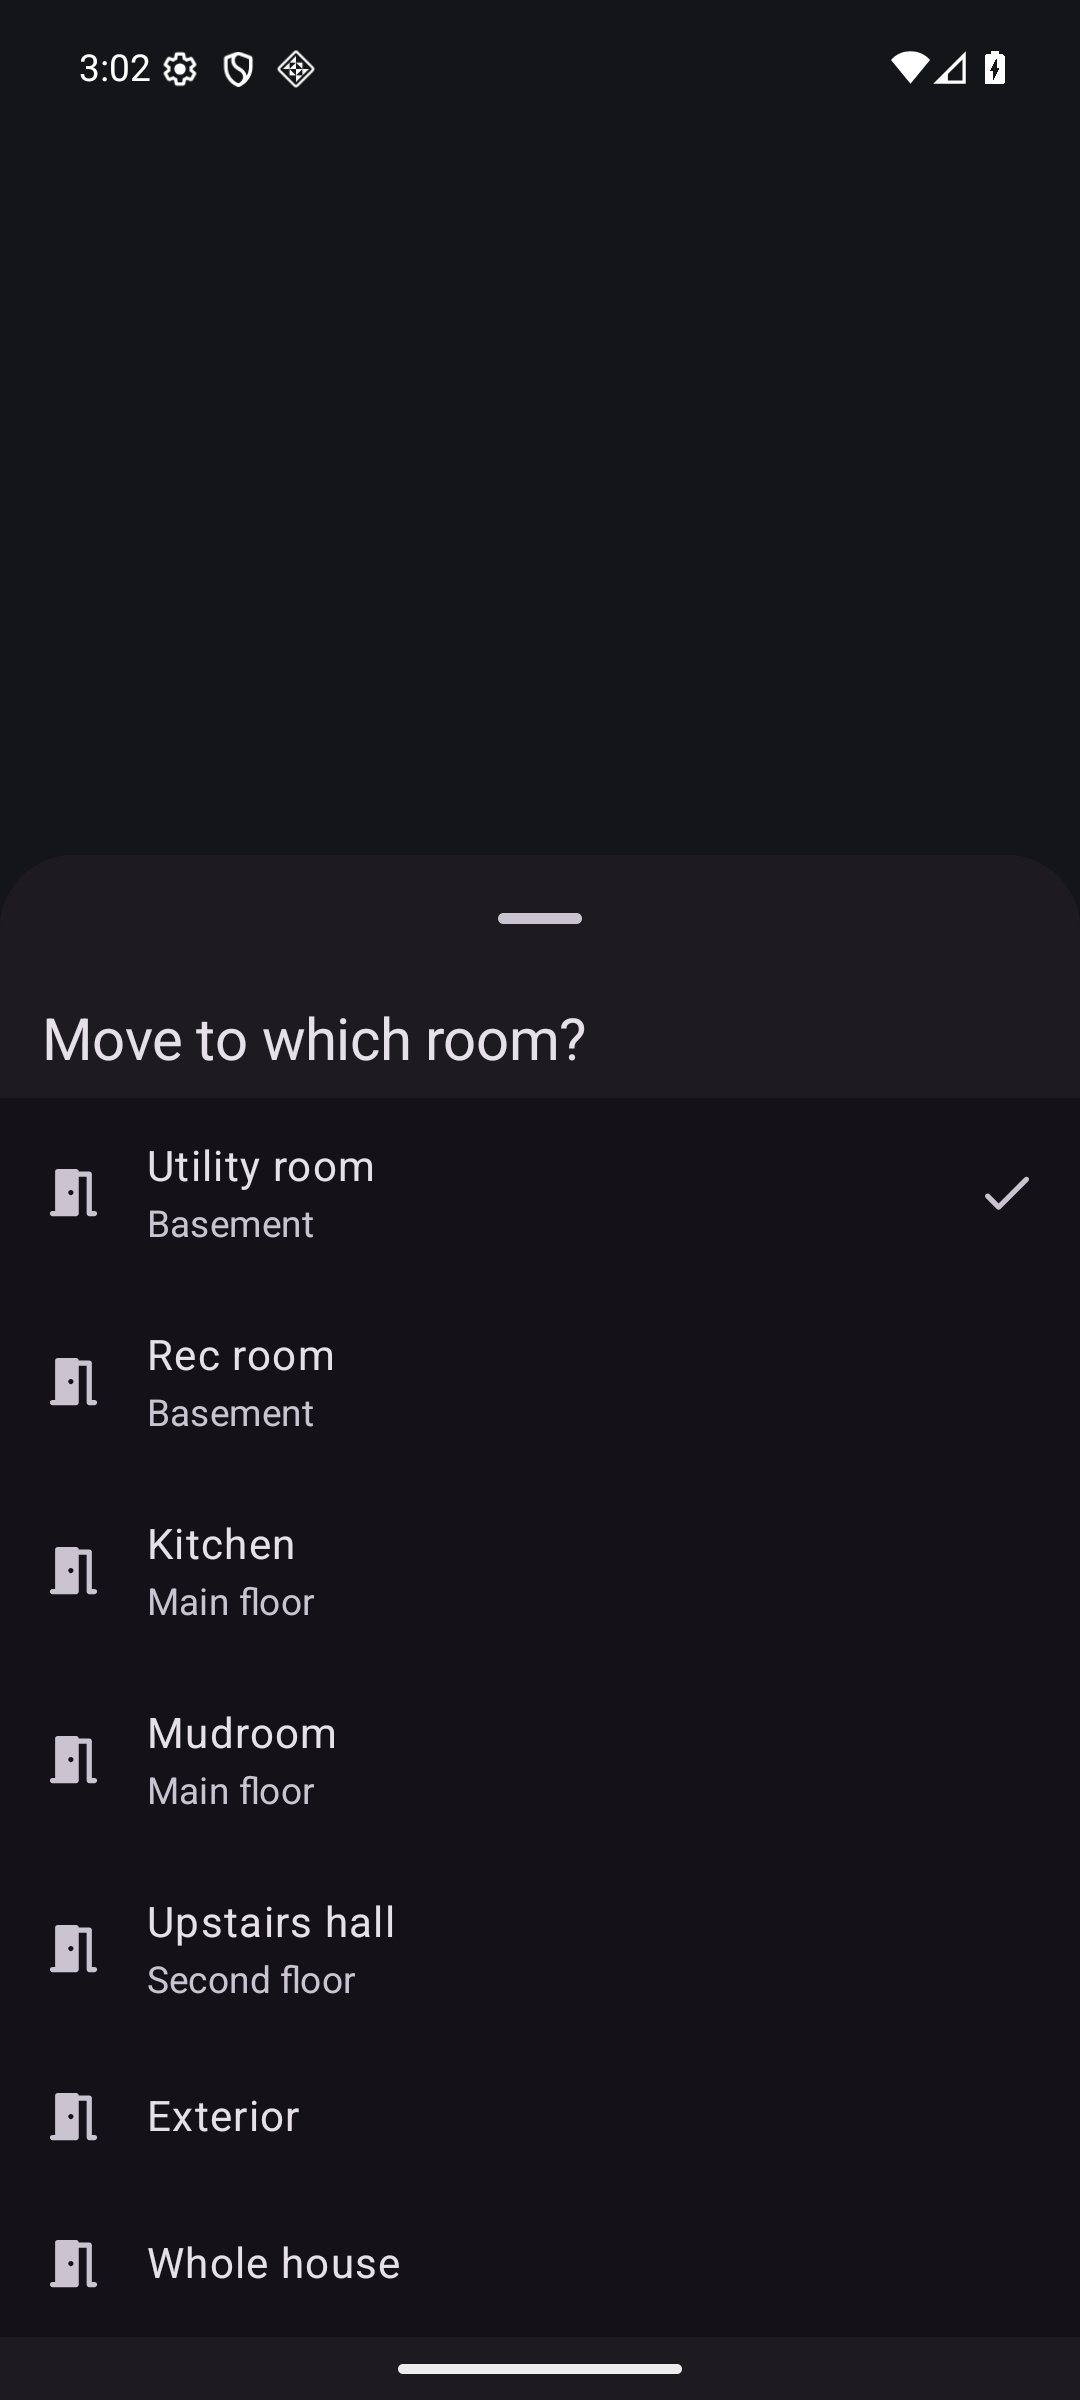 3:02
Move to which room?
Utility room
Basement
Rec room
Basement
Kitchen
Main floor
Mudroom
Main floor
Upstairs hall
Second floor
Exterior
Whole house